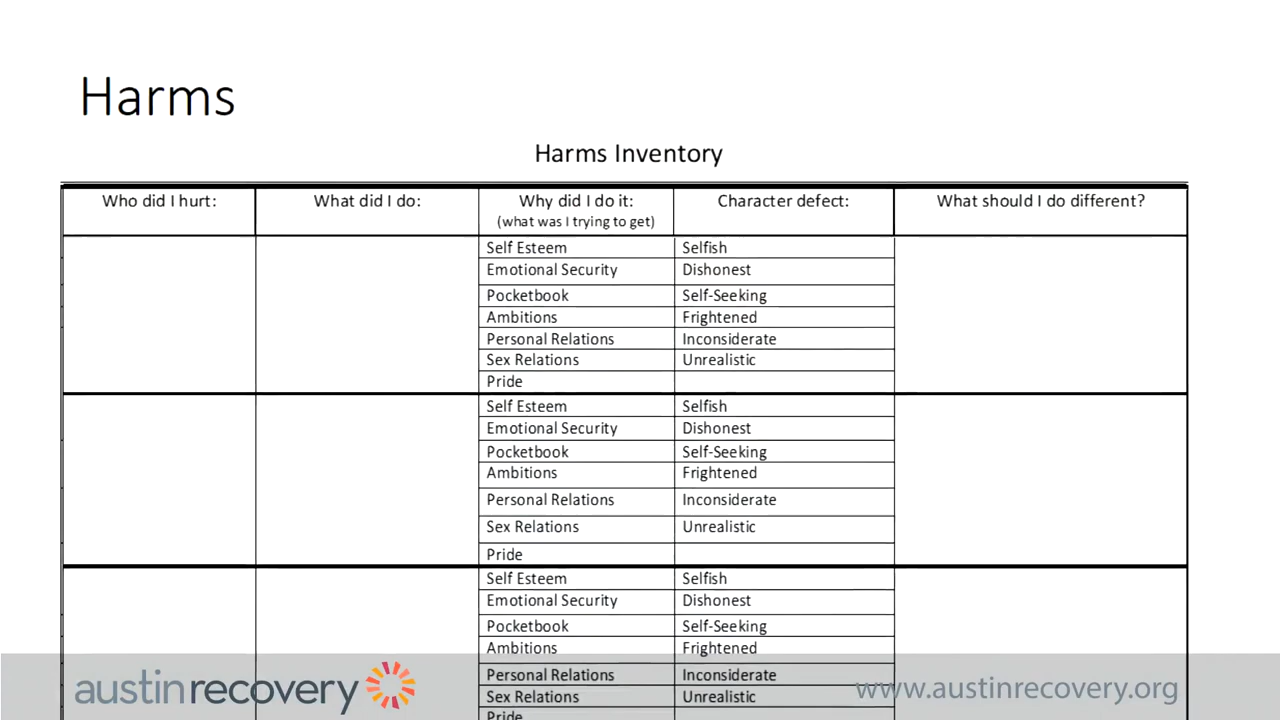 Harms
Harms Inventory
Who did I hurt: What did I do: Why did I do it: Character defect: What should I do different?
(what was I trying to get)
Self Esteem Selfish
Emotional Security Dishonest
Pocketbook Self-Seeking
Ambitions Frightened
Personal Relations Inconsiderate
Sex Relations Unrealistic
Pride
Self Esteem Selfish
Emotional Security Dishonest
Pocketbook Self-Seeking
Ambitions Frightened
Personal Relations Inconsiderate
Sex Relations Unrealistic
Pride
Self Esteem Selfish
Emotional Security Dishonest
Pocketbook Self-Seeking
Ambitions Frightened
Personal Relations Inconsiderate
Sex Relations Unrealistic
Pride
austinrecovery www.austinrecovery.org